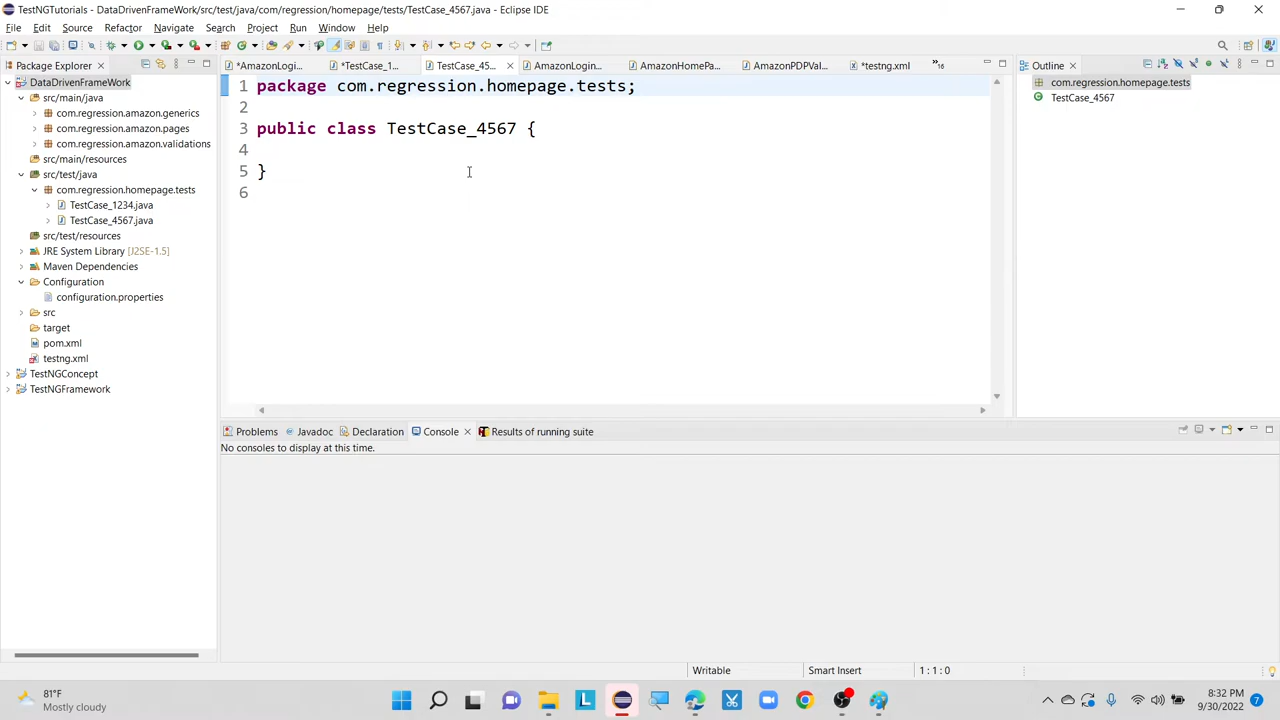 TestNGTutorials - DataDrivenFrameWork/src/test/java/com/regression/homepage/tests/TestCase_4567.java - Eclipse IDE
File Edit Source Refactor Navigate Search Project Run Window Help
Package Explorer
DataDrivenFrameWork
src/main/java
com.regression.amazon.generics
com.regression.amazon.pages
com.regression.amazon.validations
src/main/resources
src/test/java
com.regression.homepage.tests
TestCase_1234.java
TestCase_4567.java
src/test/resources
JRE System Library [J2SE-1.5]
Maven Dependencies
Configuration
configuration.properties
src
target
pom.xml
testng.xml
TestNGConcept
TestNGFramework
*AmazonLogi... *TestCase_1... TestCase_45... AmazonLogin... AmazonHomePa... AmazonPDPVal... *testng.xml »16
1 package com.regression.homepage.tests;
2
3 public class TestCase_4567 {
4
5 }
6
Outline
com.regression.homepage.tests
TestCase_4567
Problems Javadoc Declaration Console Results of running suite
No consoles to display at this time.
Writable Smart Insert 1 : 1 : 0
81°F
Mostly cloudy
8:32 PM
9/30/2022
7